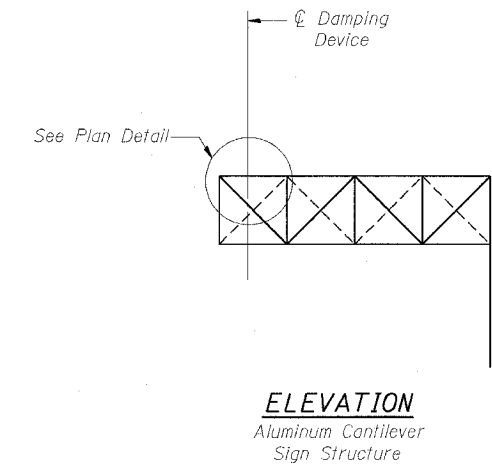 ℄ Damping
Device
See Plan Detail
ELEVATION
Aluminum Cantilever
Sign Structure